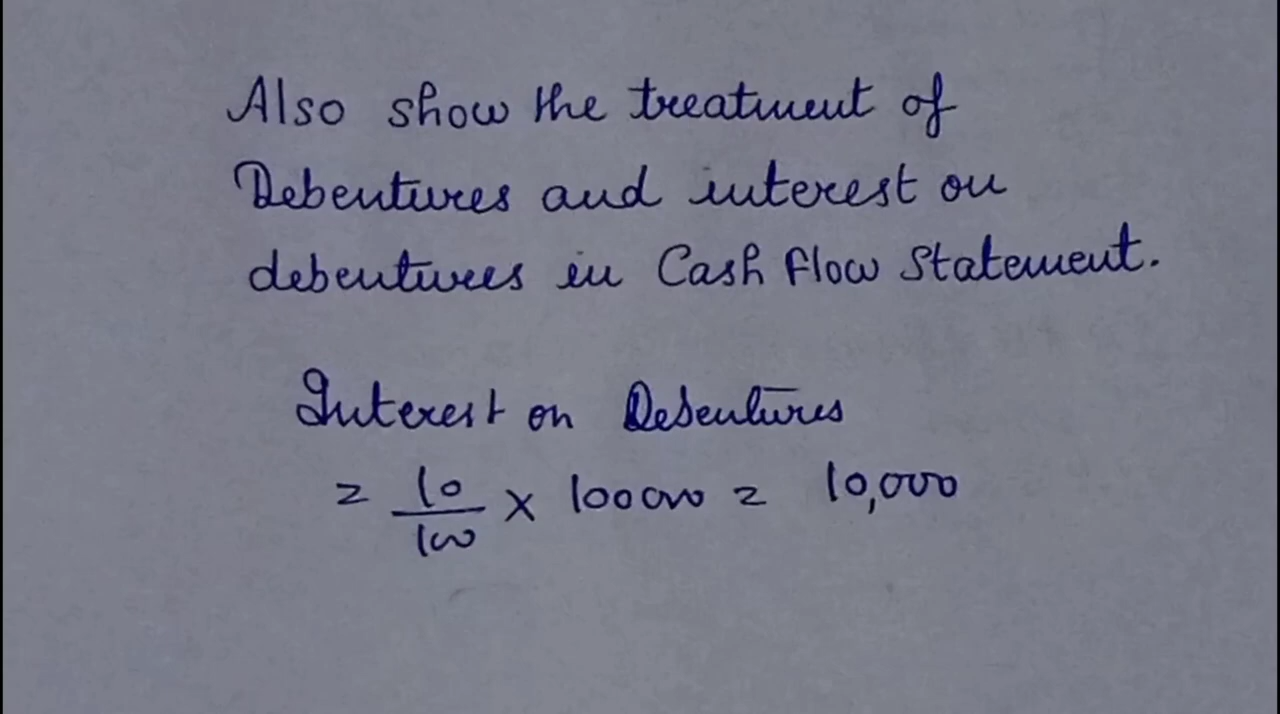 Also show the treatment of
Debentures and interest on
debentures in Cash flow Statement.
Interest on Debentures
= 10/100 × 100000 = 10,000